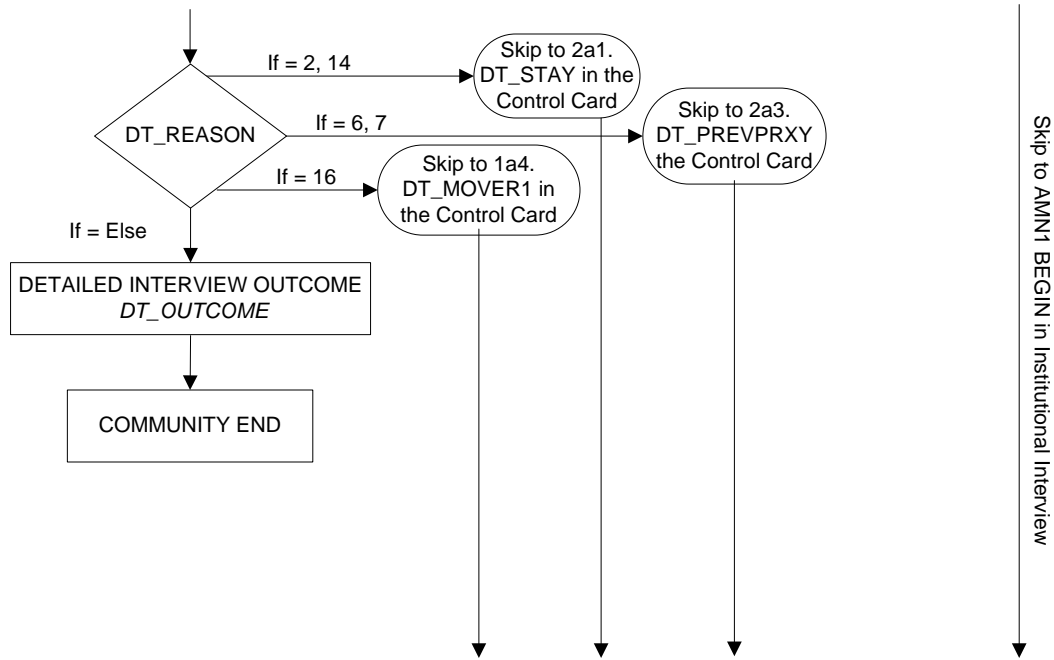 If = 2, 14
Skip to 2a1.
DT_STAY in the
Control Card
DT_REASON
If = 6, 7
Skip to 2a3.
DT_PREVPRXY
the Control Card
If = 16
Skip to 1a4.
DT_MOVER1 in
the Control Card
If = Else
DETAILED INTERVIEW OUTCOME
DT_OUTCOME
COMMUNITY END
Skip to AMN1 BEGIN in Institutional Interview